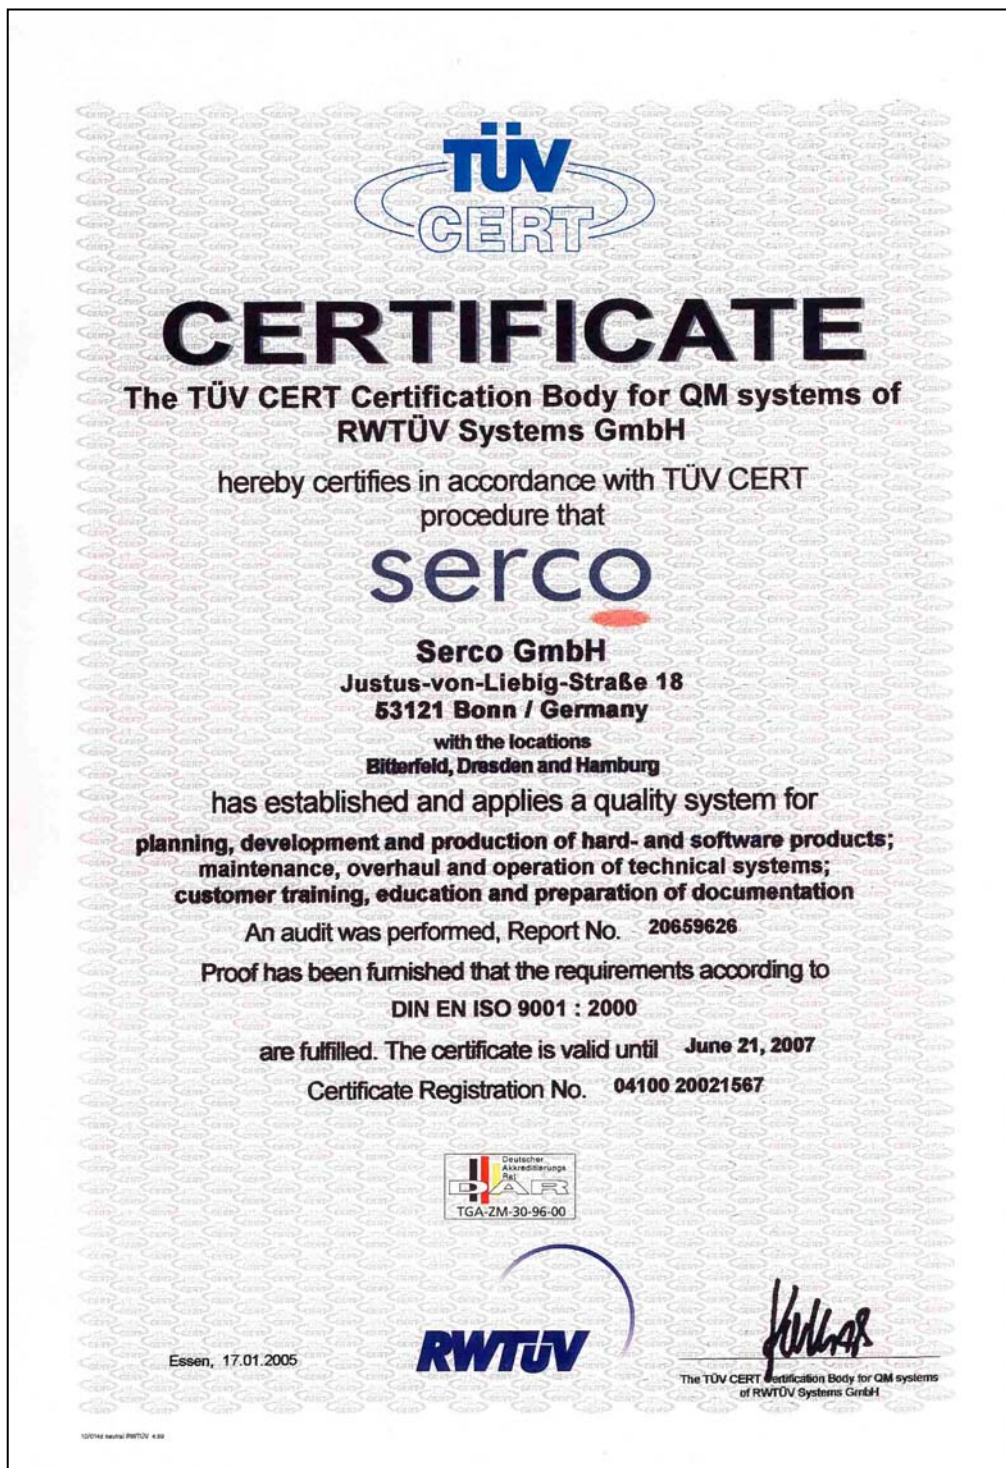 TÜV
CERT
CERTIFICATE
The TÜV CERT Certification Body for QM systems of
RWTÜV Systems GmbH
hereby certifies in accordance with TÜV CERT
procedure that
serco
Serco GmbH
Justus-von-Liebig-Straße 18
53121 Bonn / Germany
with the locations
Bitterfeld, Dresden and Hamburg
has established and applies a quality system for
planning, development and production of hard- and software products;
maintenance, overhaul and operation of technical systems;
customer training, education and preparation of documentation
An audit was performed, Report No. 20659626
Proof has been furnished that the requirements according to
DIN EN ISO 9001 : 2000
are fulfilled. The certificate is valid until June 21, 2007
Certificate Registration No. 04100 20021567
Deutscher
Akkreditierungs
Rat
DAR
TGA-ZM-30-96-00
RWTÜV
Essen, 17.01.2005
The TÜV CERT Certification Body for QM systems
of RWTÜV Systems GmbH
neutral RWTÜV 4.99